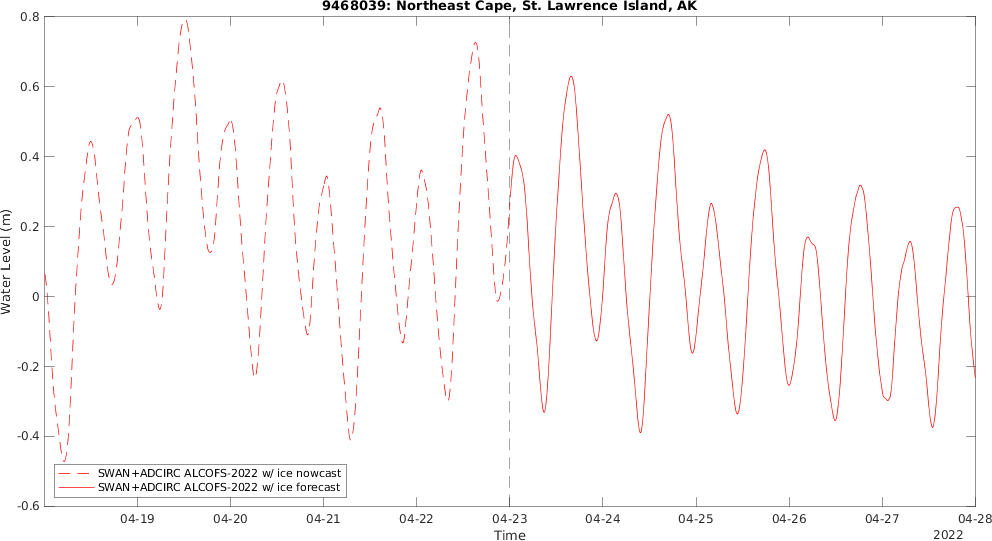 9468039: Northeast Cape, St. Lawrence Island, AK
Water Level (m)
0.8
0.6
0.4
0.2
0
-0.2
-0.4
-0.6
SWAN+ADCIRC ALCOFS-2022 w/ ice nowcast
SWAN+ADCIRC ALCOFS-2022 w/ ice forecast
04-19 04-20 04-21 04-22 04-23 04-24 04-25 04-26 04-27 04-28
Time
2022